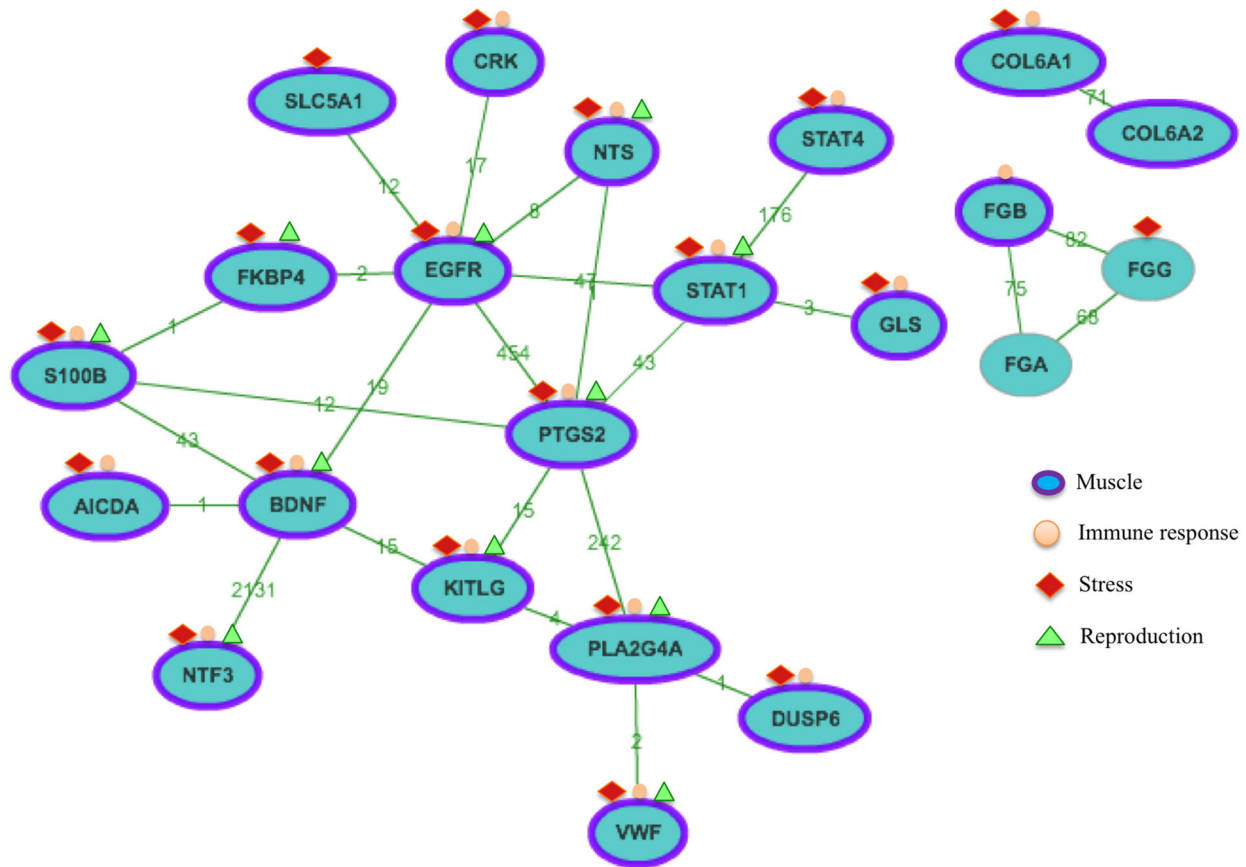 CRK
COL6A1
SLC5A1
71
COL6A2
STAT4
NTS
17
12
8
176
FGB
82
EGFR
FGG
FKBP4
2
47
1
STAT1
75
3
GLS
68
1
FGA
S100B
454
43
19
12
PTGS2
43
AICDA
1
BDNF
15
Muscle
15
242
Immune response
2131
KITLG
Stress
4
PLA2G4A
Reproduction
NTF3
1
DUSP6
2
VWF